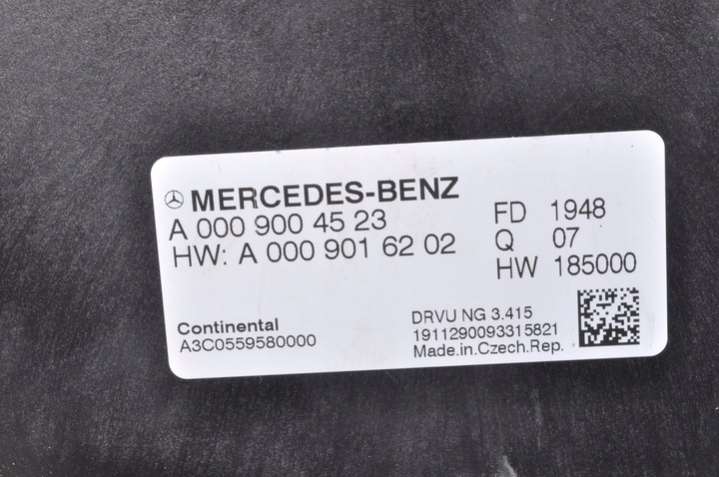 MERCEDES-BENZ
A 000 900 45 23
HW: A 000 901 62 02
FD 1948
Q 07
HW 185000
Continental
A3C0559580000
DRVU NG 3.415
1911290093315821
Made.in.Czech.Rep.